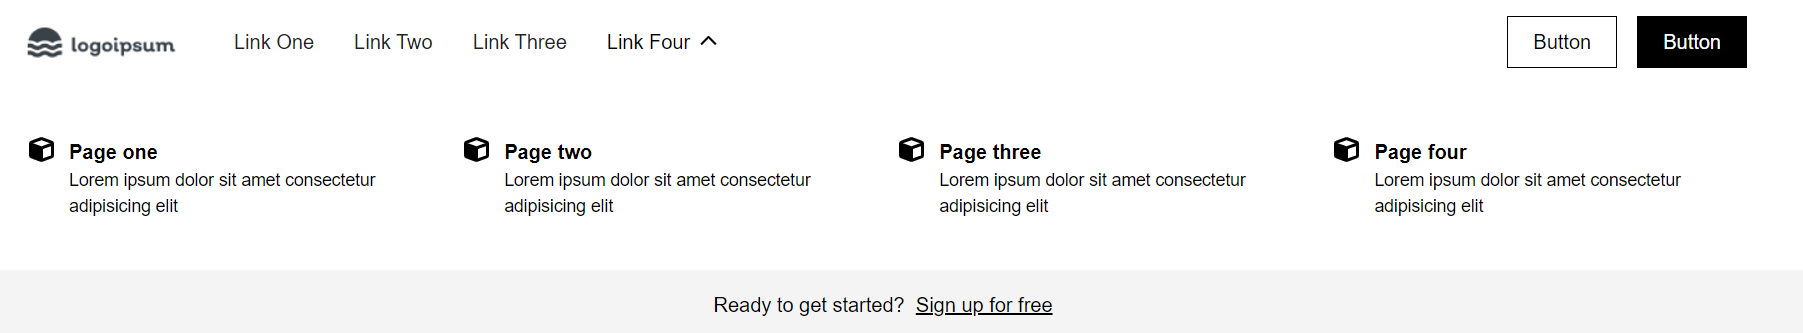 logoipsum Link One Link Two Link Three Link Four Button Button
Page one
Lorem ipsum dolor sit amet consectetur
adipisicing elit
Page two
Lorem ipsum dolor sit amet consectetur
adipisicing elit
Page three
Lorem ipsum dolor sit amet consectetur
adipisicing elit
Page four
Lorem ipsum dolor sit amet consectetur
adipisicing elit
Ready to get started? Sign up for free